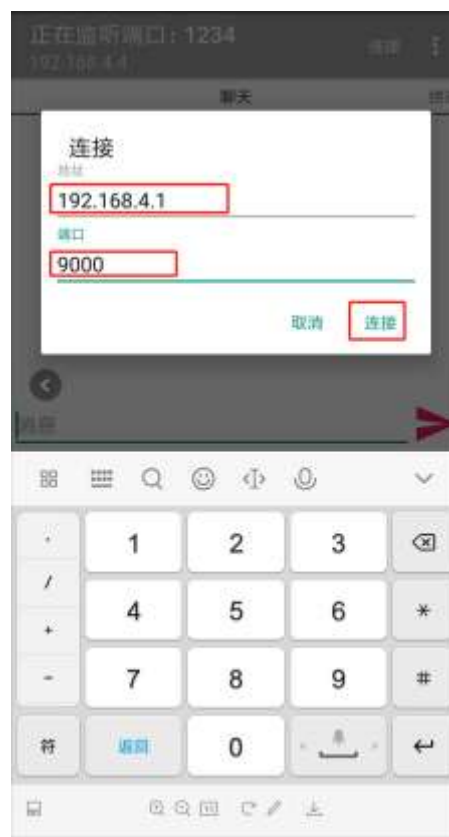 正在监听端口：1234
192.168.4.4
连接
聊天
连接
地址
192.168.4.1
端口
9000
取消 连接
消息
1 2 3
/
4 5 6 *
+
- 7 8 9 #
符 返回 0